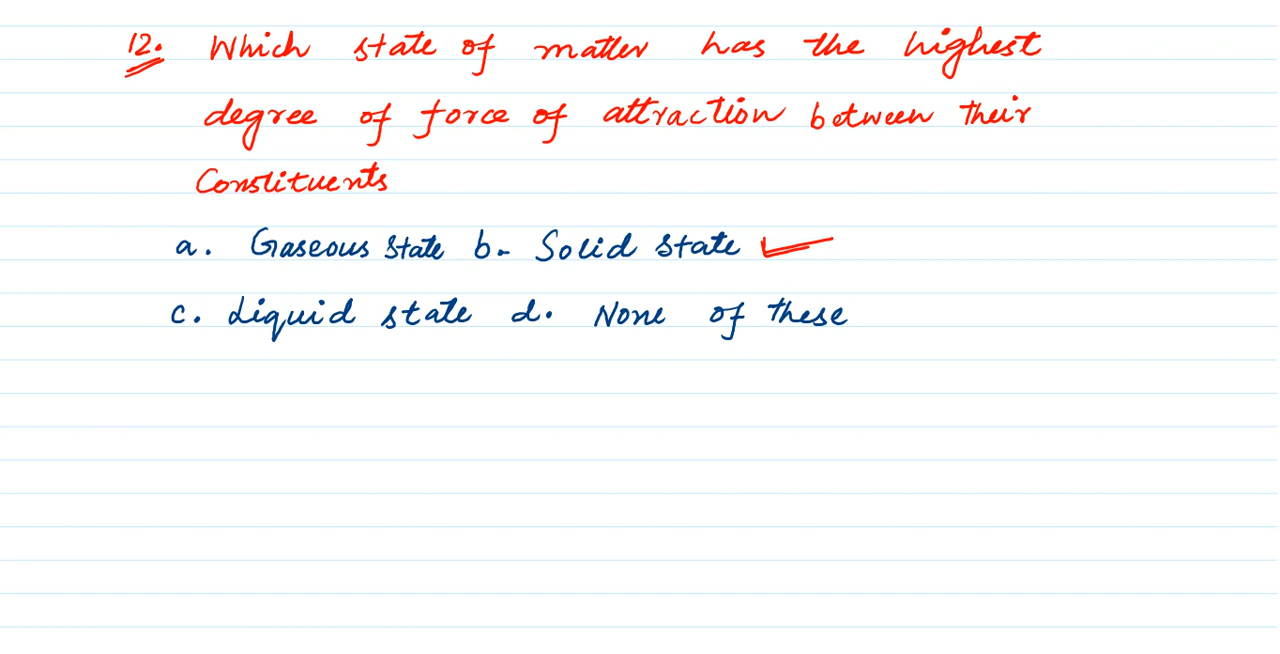 12. Which state of matter has the highest
degree of force of attraction between their
Constituents
a. Gaseous state b. Solid state
c. Liquid state d. None of these